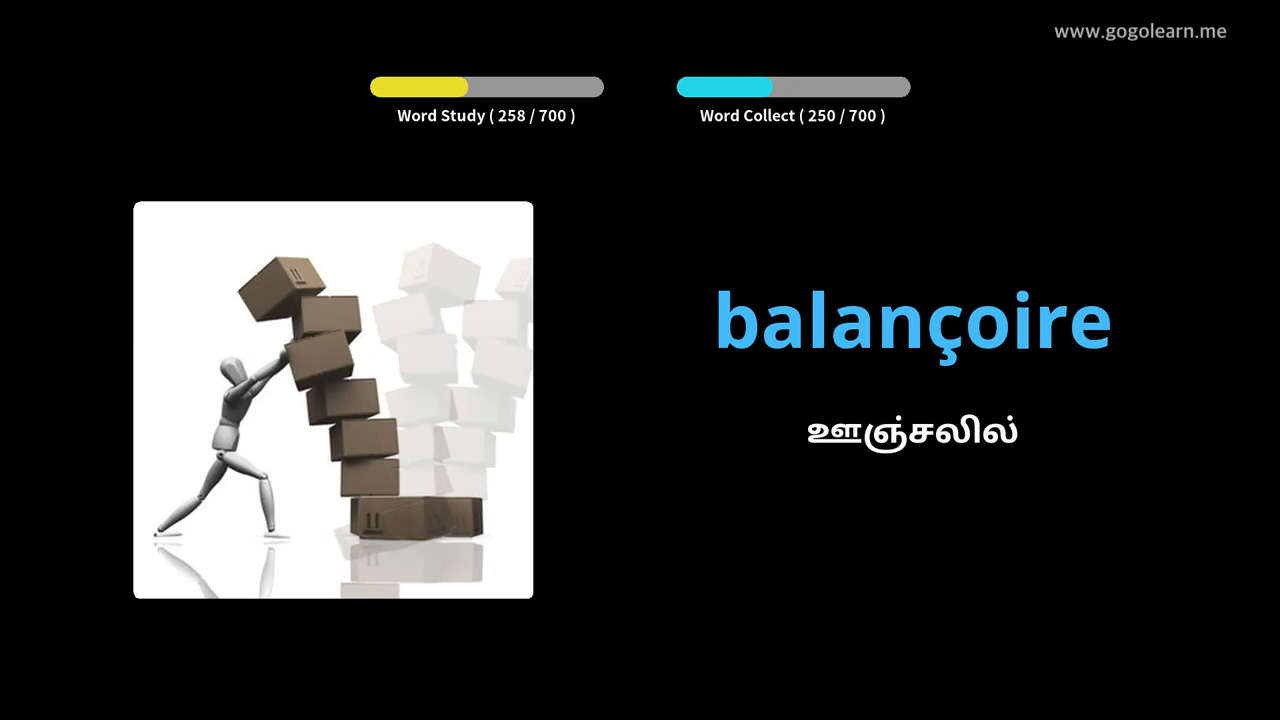 www.gogolearn.me
Word Study ( 258 / 700 )
Word Collect ( 250 / 700 )
balançoire
ஊஞ்சலில்